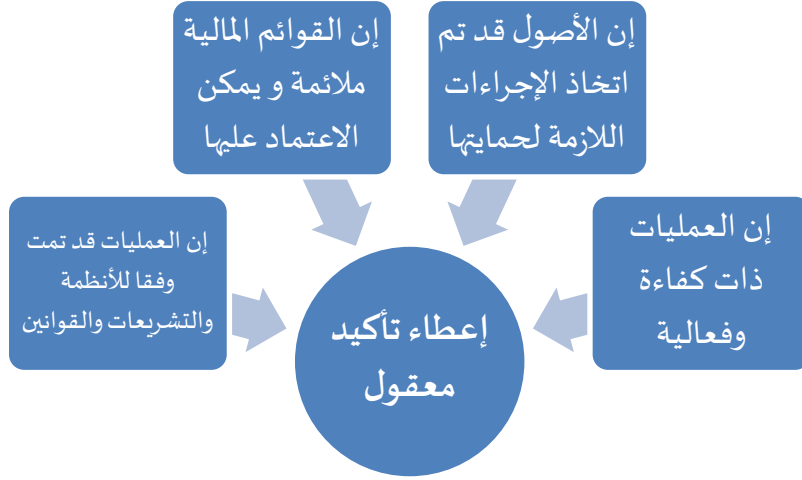 إن العمليات
ذات كفاءة
وفعالية
إن الأصول قد تم
اتخاذ الإجراءات
اللازمة لحمايتها
إن القوائم المالية
ملائمة و يمكن
الاعتماد عليها
إن العمليات قد تمت
وفقا للأنظمة
والتشريعات والقوانين
إعطاء تأكيد
معقول